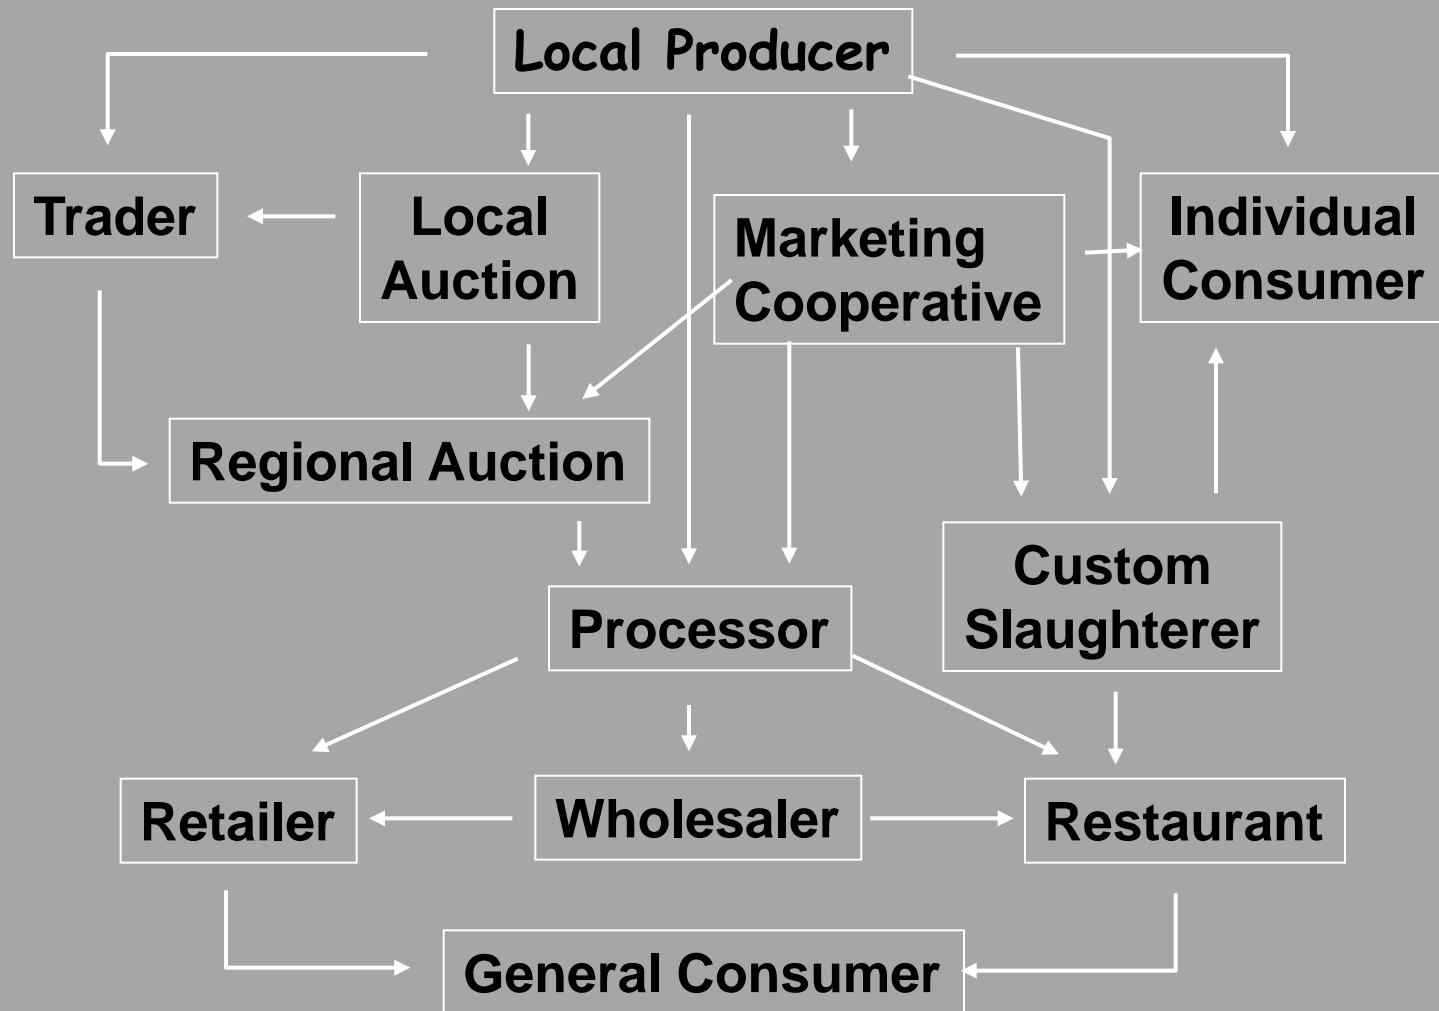 Local Producer
Trader
Local
Auction
Marketing
Cooperative
Individual
Consumer
Regional Auction
Custom
Slaughterer
Processor
Retailer
Wholesaler
Restaurant
General Consumer